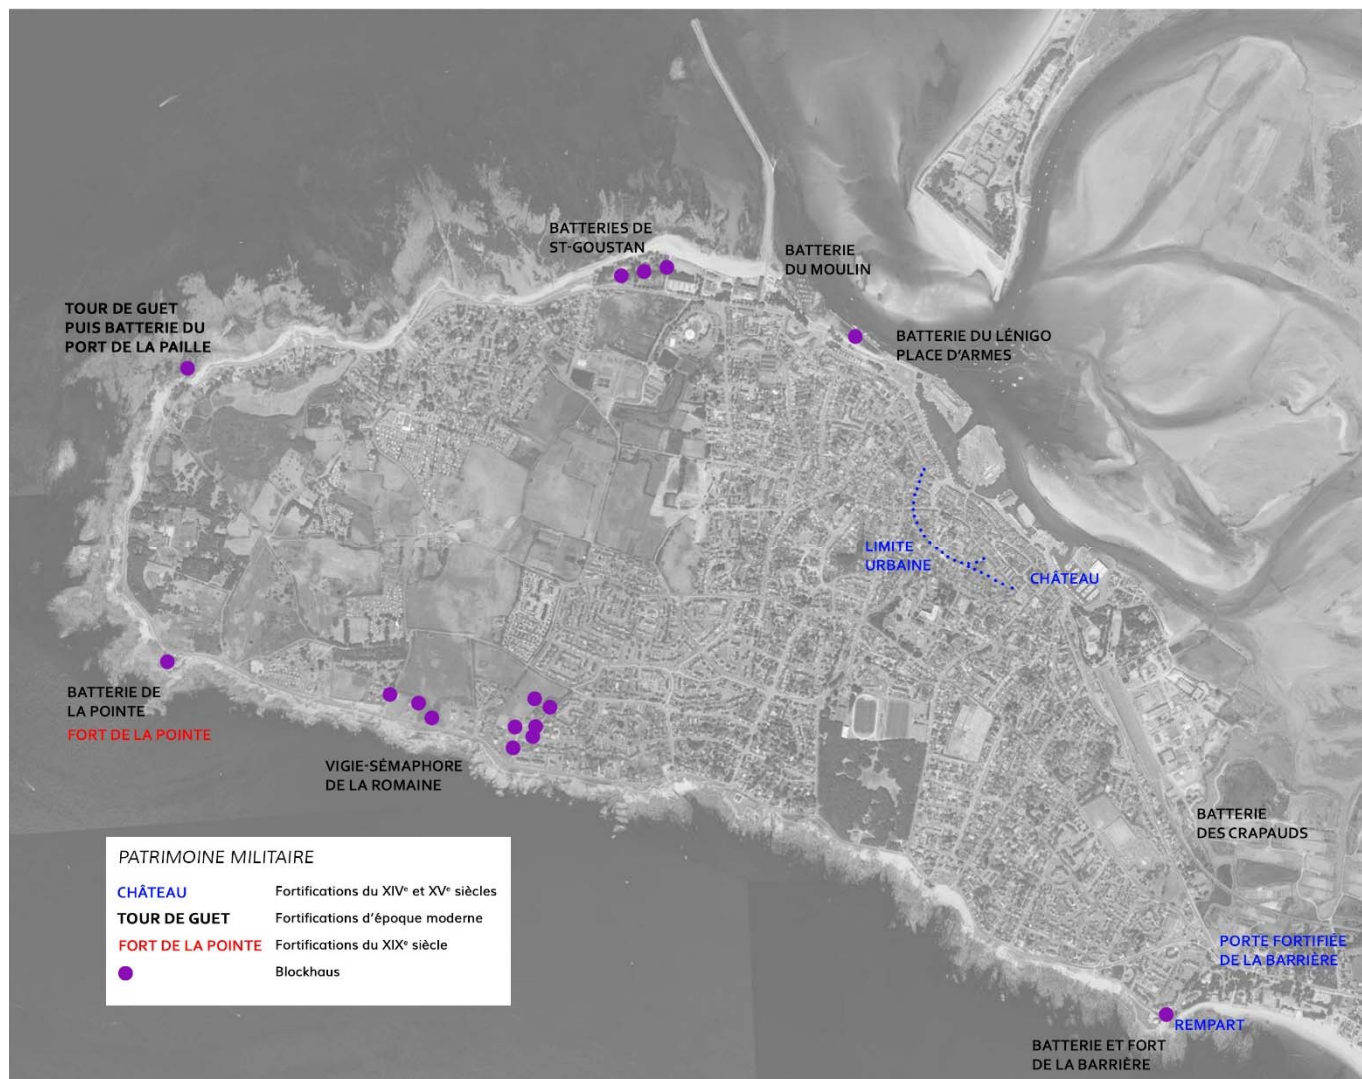 BATTERIES DE
ST-GOUSTAN
BATTERIE
DU MOULIN
TOUR DE GUET
PUIS BATTERIE DU
PORT DE LA PAILLE
BATTERIE DU LÉNIGO
PLACE D'ARMES
LIMITE
URBAINE
CHÂTEAU
BATTERIE DE
LA POINTE
FORT DE LA POINTE
VIGIE-SÉMAPHORE
DE LA ROMAINE
BATTERIE
DES CRAPAUDS
PORTE FORTIFIÉE
DE LA BARRIÈRE
REMPART
BATTERIE ET FORT
DE LA BARRIÈRE
PATRIMOINE MILITAIRE
CHÂTEAU Fortifications du XIVe et XVe siècles
TOUR DE GUET Fortifications d'époque moderne
FORT DE LA POINTE Fortifications du XIXe siècle
Blockhaus